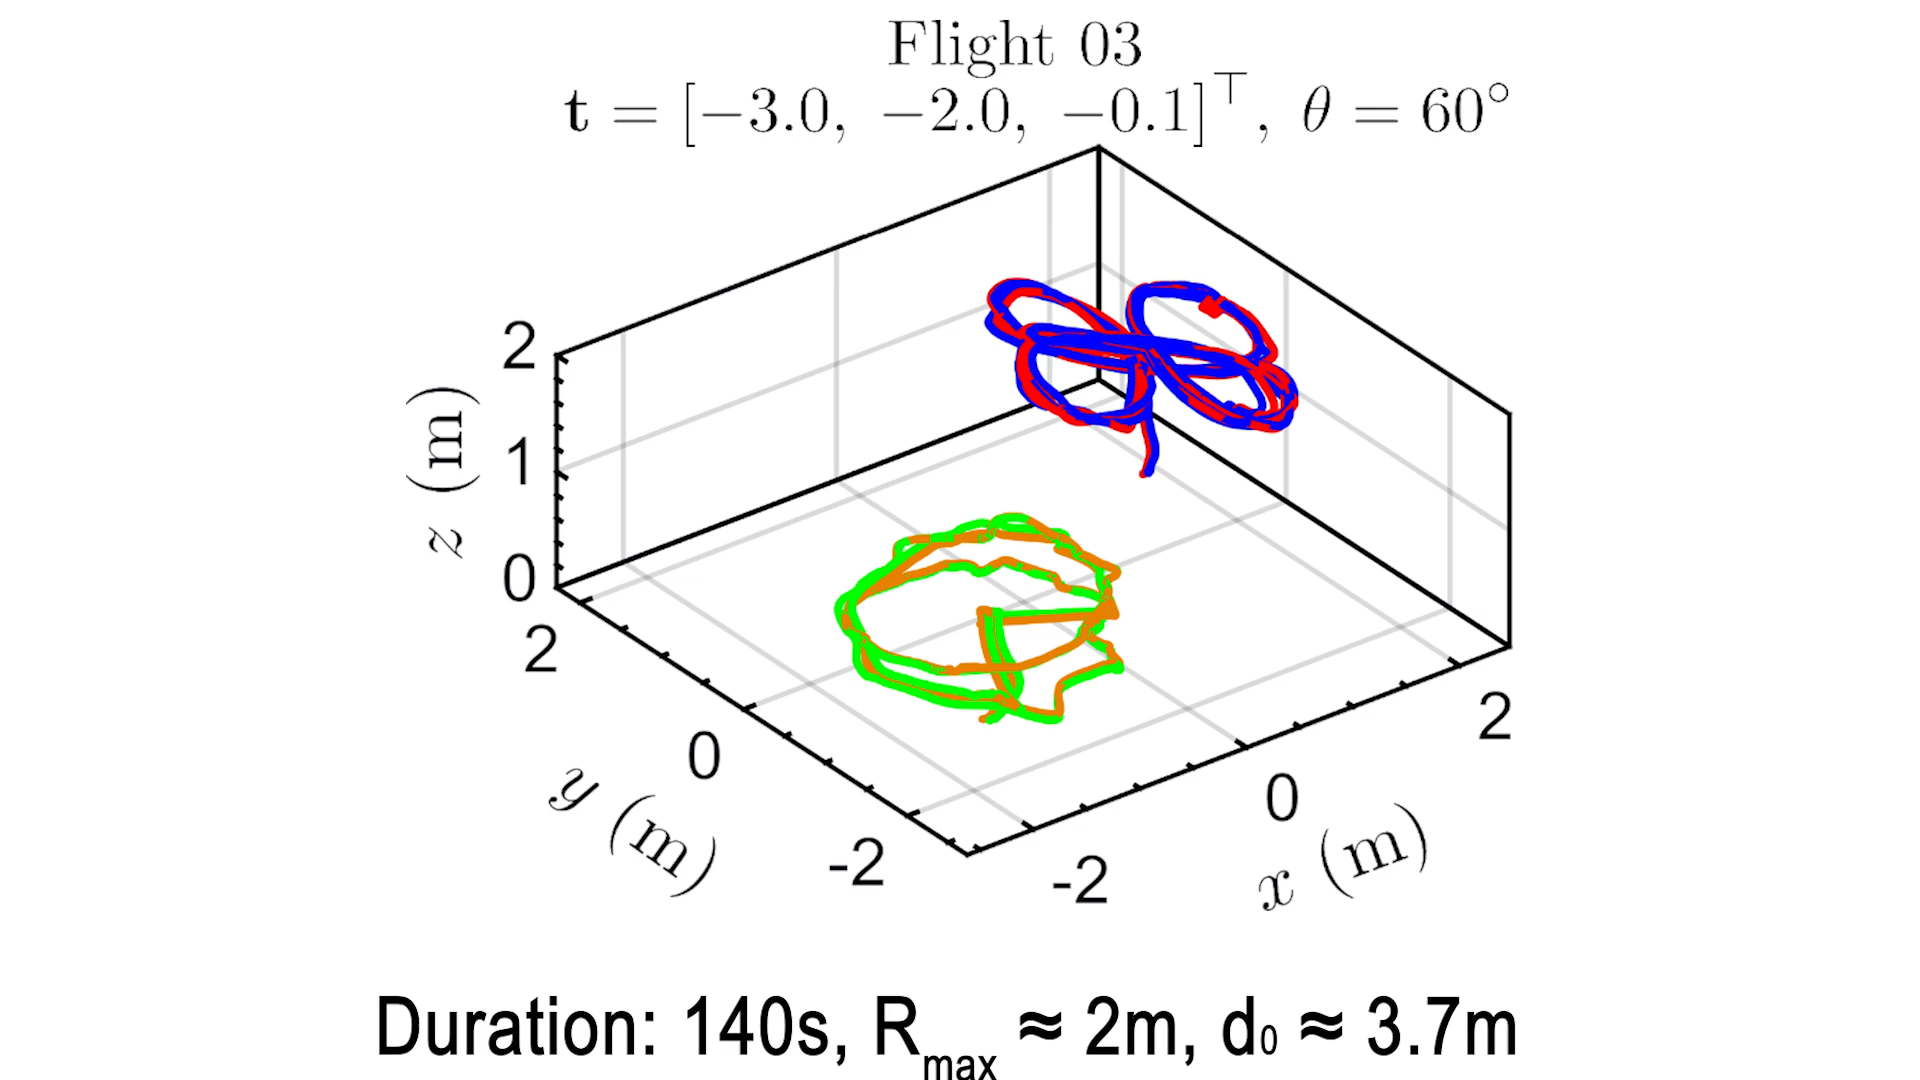 Flight 03
t = [−3.0, −2.0, −0.1]⊤, θ = 60°
2
1
0
z (m)
2
0
-2
y (m)
-2
0
2
x (m)
Duration: 140s, Rmax ≈ 2m, d0 ≈ 3.7m